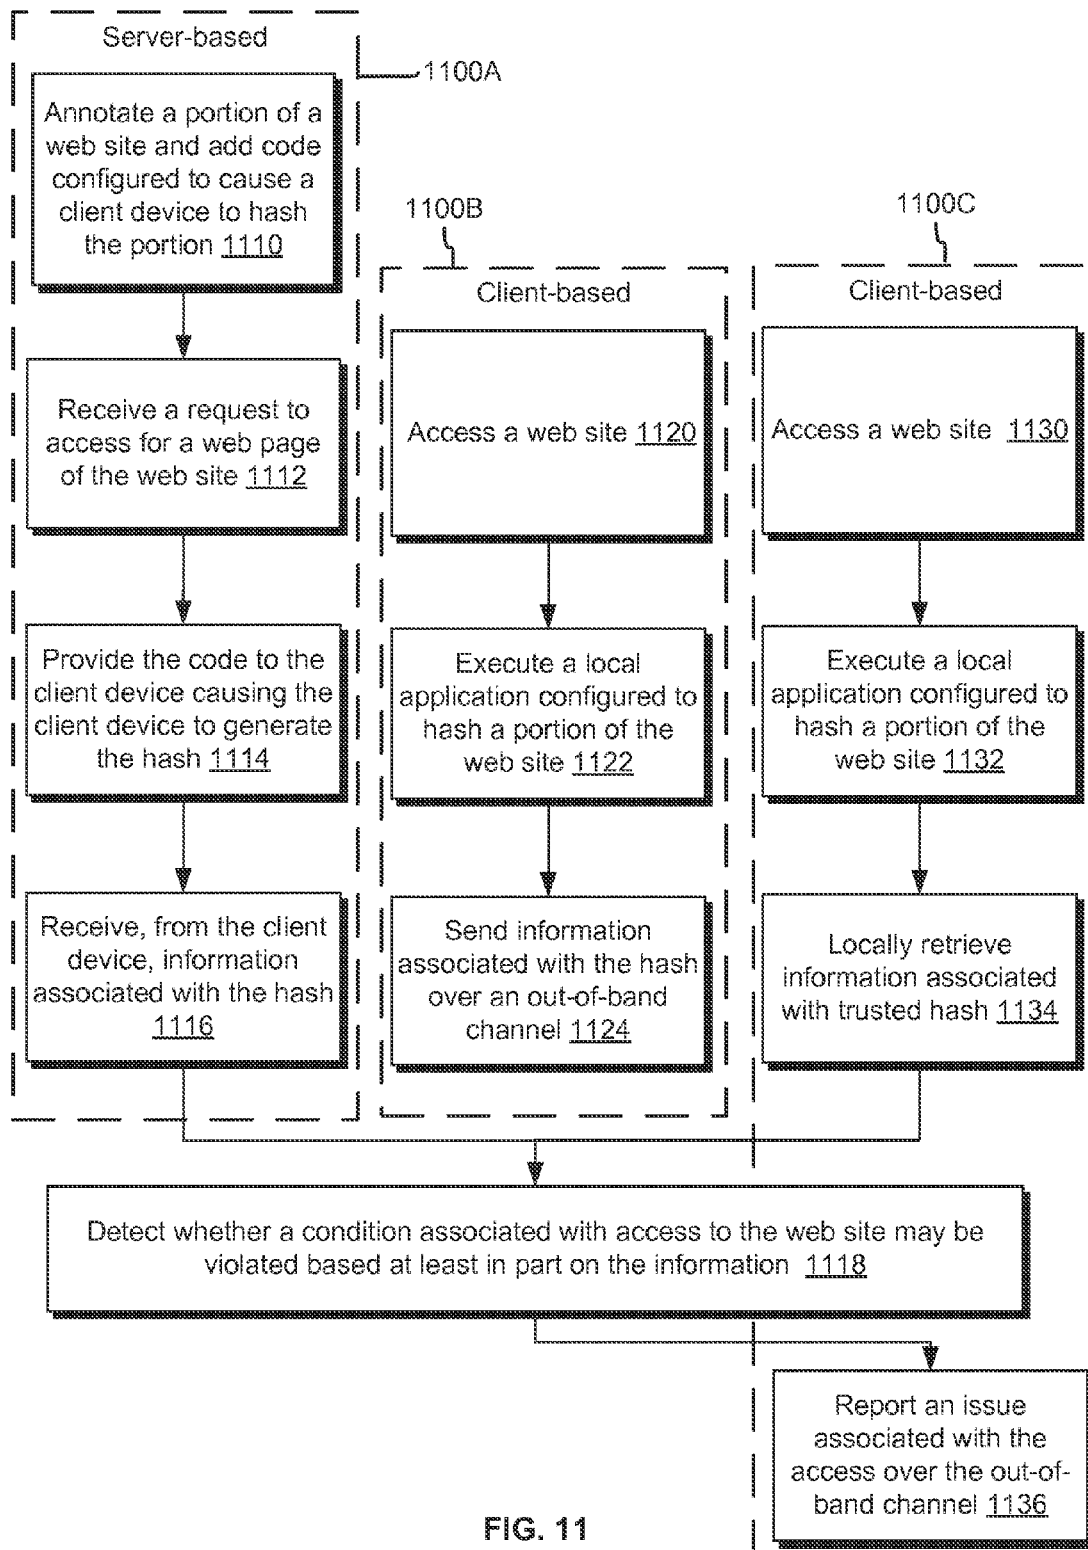 Server-based
1100A
Annotate a portion of a
web site and add code
configured to cause a
client device to hash
the portion 1110
Receive a request to
access for a web page
of the web site 1112
Provide the code to the
client device causing the
client device to generate
the hash 1114
Receive, from the client
device, information
associated with the hash
1116
1100B
Client-based
Access a web site 1120
Execute a local
application configured to
hash a portion of the
web site 1122
Send information
associated with the hash
over an out-of-band
channel 1124
1100C
Client-based
Access a web site 1130
Execute a local
application configured to
hash a portion of the
web site 1132
Locally retrieve
information associated
with trusted hash 1134
Detect whether a condition associated with access to the web site may be
violated based at least in part on the information 1118
Report an issue
associated with the
access over the out-of-
band channel 1136
FIG. 11